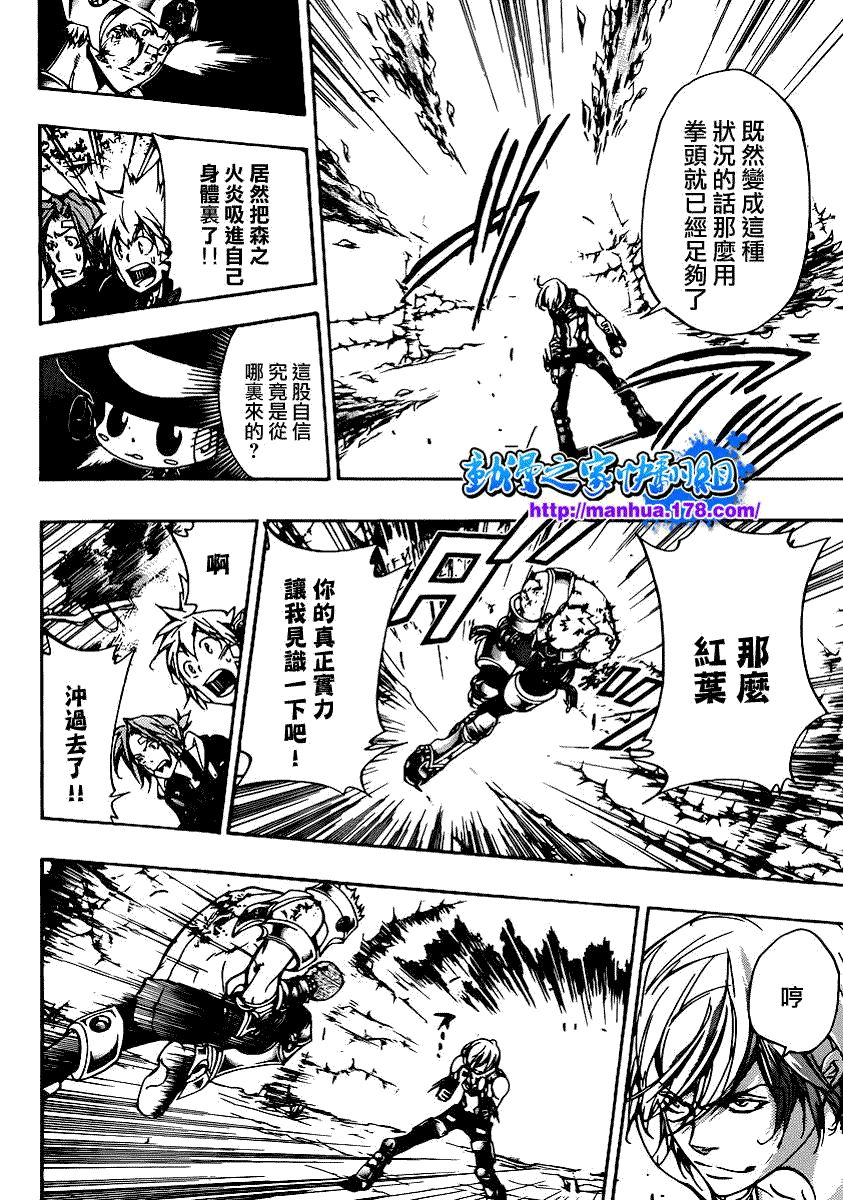 既然變成這種
狀況的話那麼用
拳頭就已經足夠了
居然把森之
火炎吸進自己
身體裏了!!
這股自信
究竟是從
哪裏來的?
動漫之家快翻組
http://manhua.178.com/
那麼
紅葉
你的真正實力
讓我見識一下吧!
啊
沖過去了!!
哼